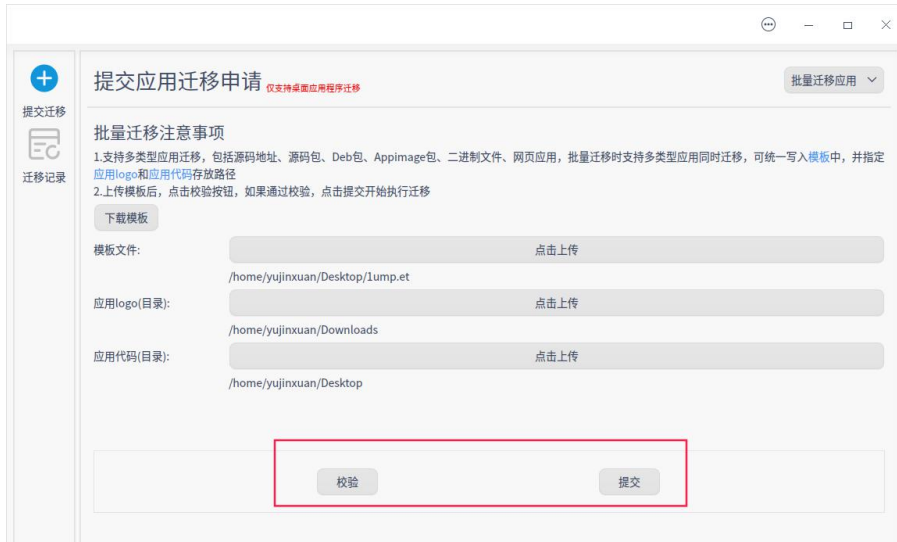 提交应用迁移申请 仅支持桌面应用程序迁移
批量迁移应用
提交迁移
迁移记录
批量迁移注意事项
1.支持多类型应用迁移，包括源码地址、源码包、Deb包、Appimage包、二进制文件、网页应用，批量迁移时支持多类型应用同时迁移，可统一写入模板中，并指定
应用logo和应用代码存放路径
2.上传模板后，点击校验按钮，如果通过校验，点击提交开始执行迁移
下载模板
模板文件: 点击上传
/home/yujinxuan/Desktop/1ump.et
应用logo(目录): 点击上传
/home/yujinxuan/Downloads
应用代码(目录): 点击上传
/home/yujinxuan/Desktop
校验 提交